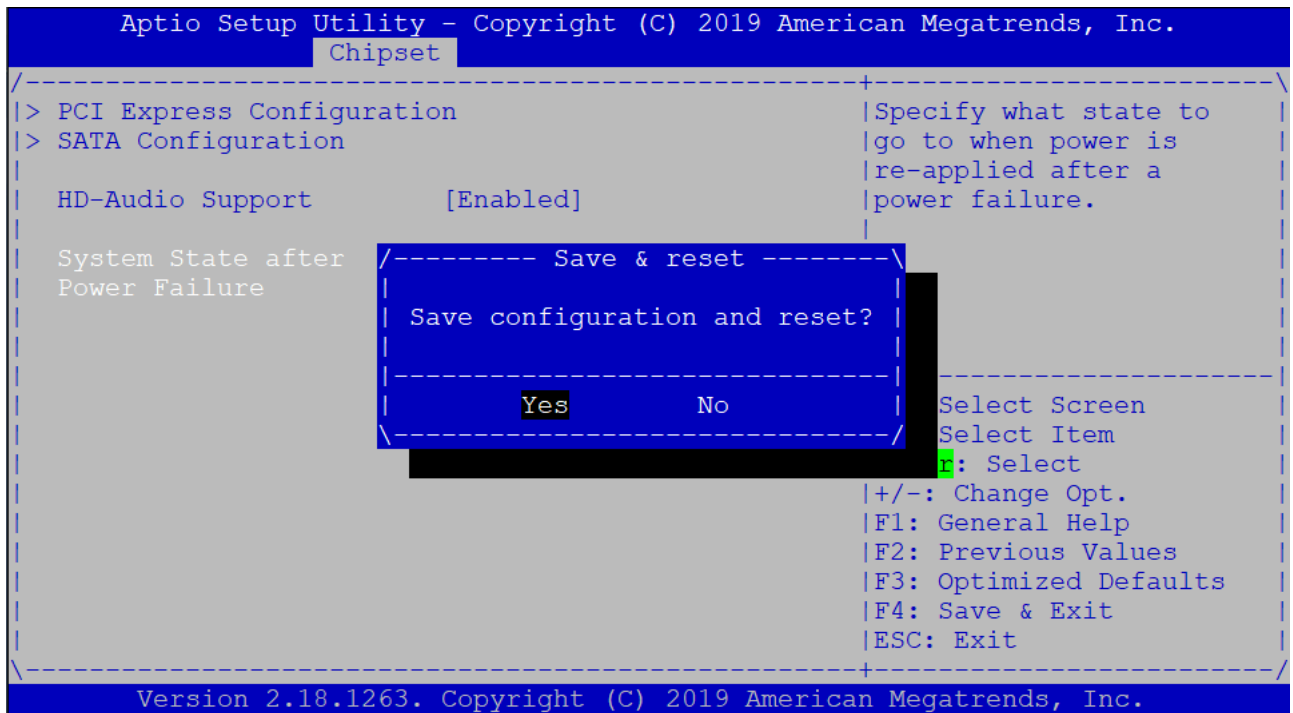 Aptio Setup Utility – Copyright (C) 2019 American Megatrends, Inc.
Chipset
/----------------------------------------------------+-------------------------\
|> PCI Express Configuration |Specify what state to |
|> SATA Configuration |go to when power is |
| |re-applied after a |
| HD-Audio Support [Enabled] |power failure. |
| | |
| System State after /--------- Save & reset --------\ |
| Power Failure | | |
| | Save configuration and reset? | |
| | | |
| |-------------------------------| ---------------------|
| | Yes No | Select Screen |
| \-------------------------------/ Select Item |
| r: Select |
| |+/-: Change Opt. |
| |F1: General Help |
| |F2: Previous Values |
| |F3: Optimized Defaults |
| |F4: Save & Exit |
| |ESC: Exit |
\----------------------------------------------------+-------------------------/
Version 2.18.1263. Copyright (C) 2019 American Megatrends, Inc.